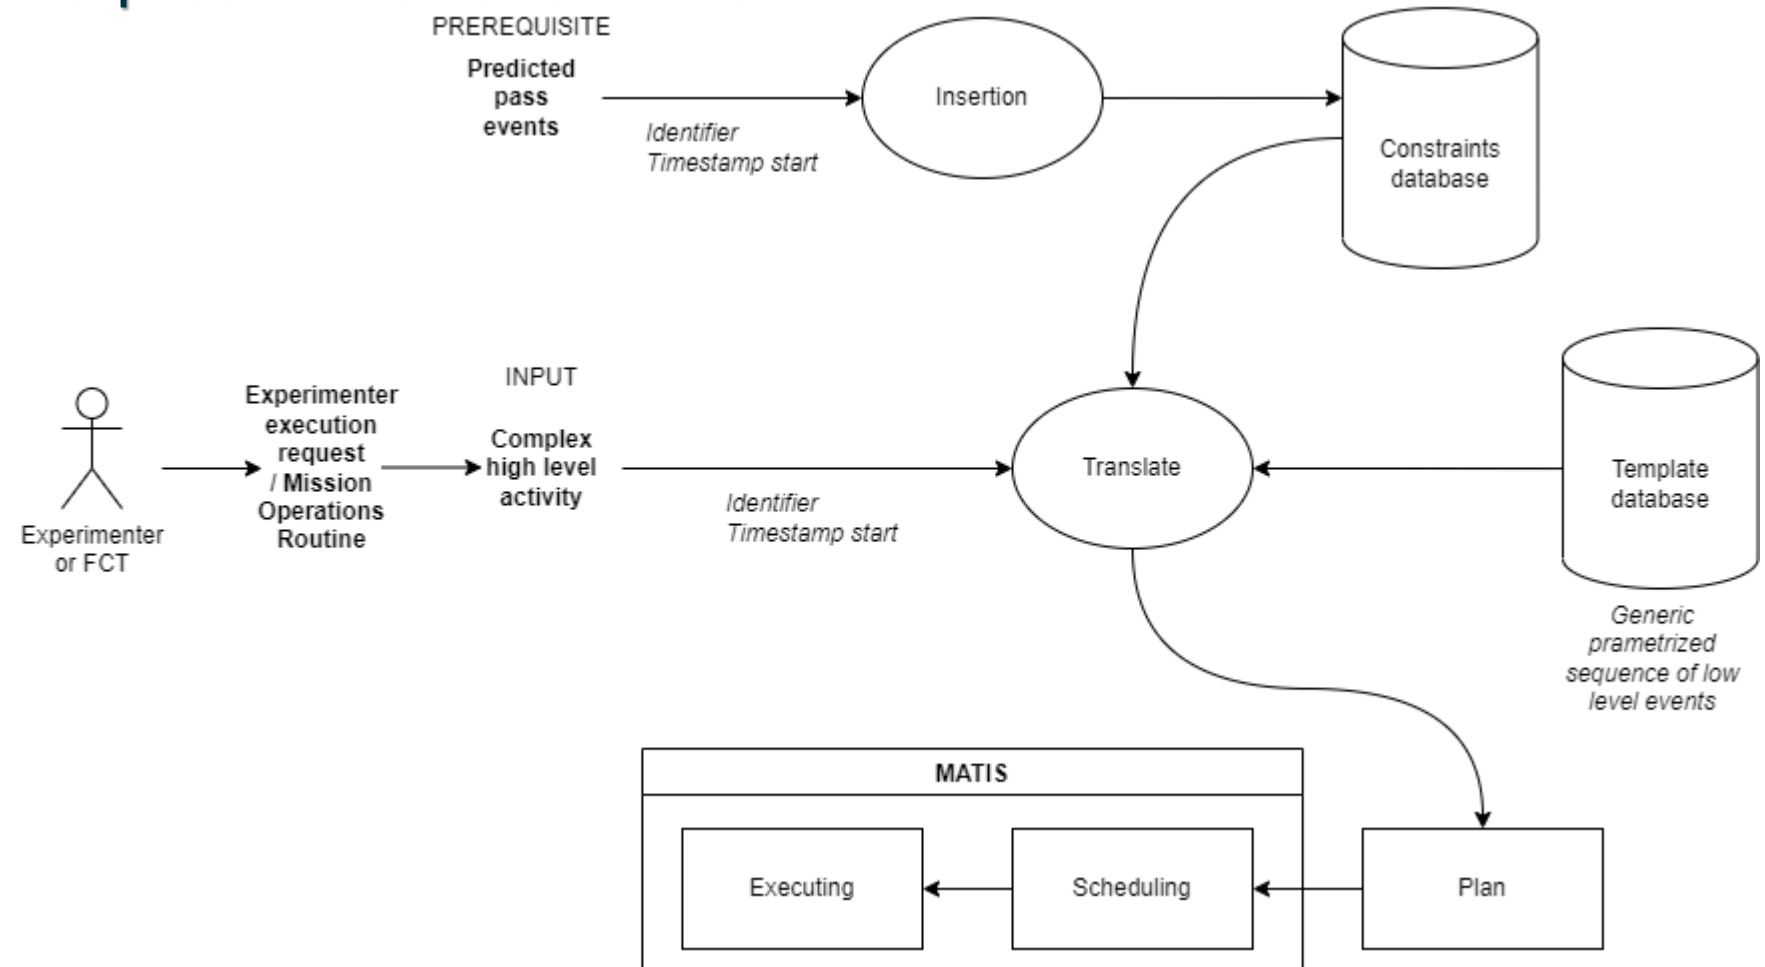 PREREQUISITE
Predicted
pass
events
Identifier
Timestamp start
Insertion
Constraints
database
Experimenter
or FCT
Experimenter
execution
request
/ Mission
Operations
Routine
INPUT
Complex
high level
activity
Identifier
Timestamp start
Translate
Template
database
Generic
prametrized
sequence of low
level events
MATIS
Executing
Scheduling
Plan